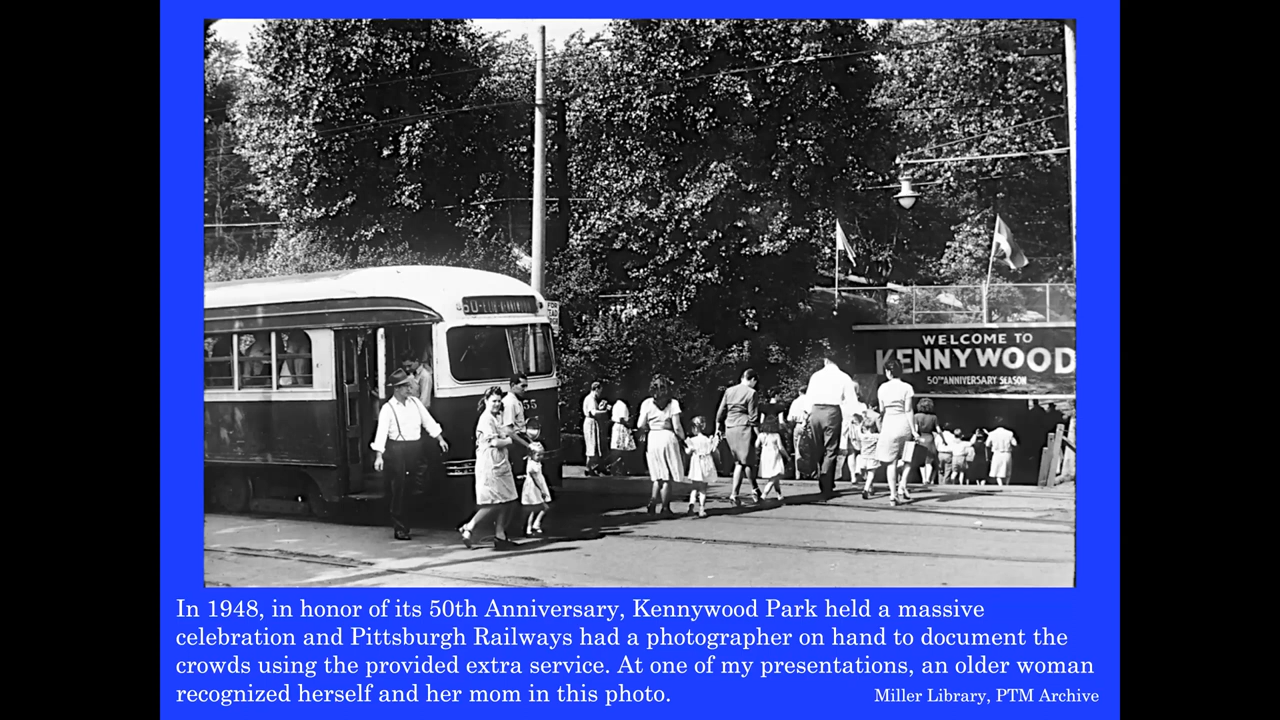 WELCOME TO
KENNYWOOD
50TH ANNIVERSARY SEASON
In 1948, in honor of its 50th Anniversary, Kennywood Park held a massive
celebration and Pittsburgh Railways had a photographer on hand to document the
crowds using the provided extra service. At one of my presentations, an older woman
recognized herself and her mom in this photo.
Miller Library, PTM Archive